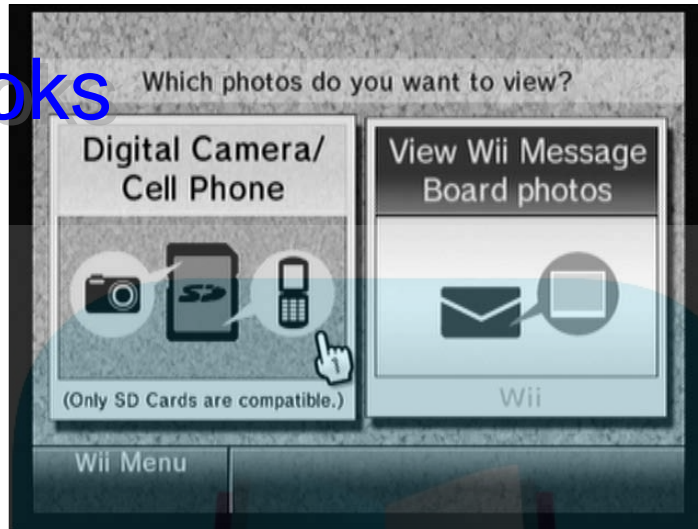 Which photos do you want to view?
oks
Digital Camera/
Cell Phone
View Wii Message
Board photos
SD
1
(Only SD Cards are compatible.)
Wii
Wii Menu